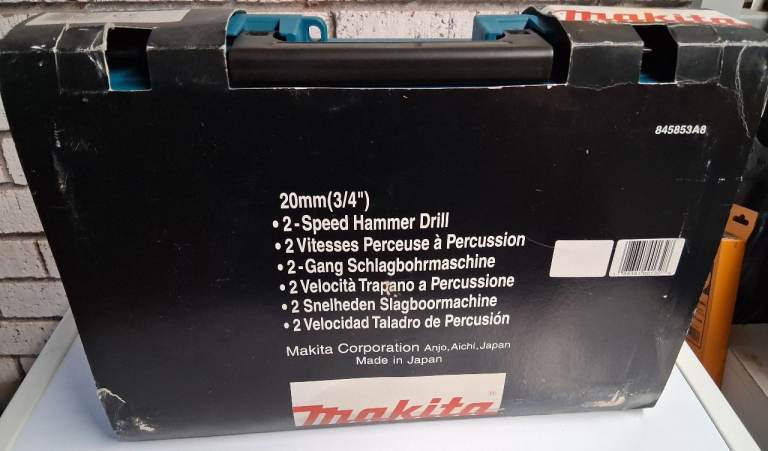 makita
845853A8
20mm(3/4")
• 2-Speed Hammer Drill
• 2 Vitesses Perceuse à Percussion
• 2-Gang Schlagbohrmaschine
• 2 Velocità Trapano a Percussione
• 2 Snelheden Slagboormachine
• 2 Velocidad Taladro de Percusión
Makita Corporation Anjo, Aichi, Japan
Made in Japan
makita